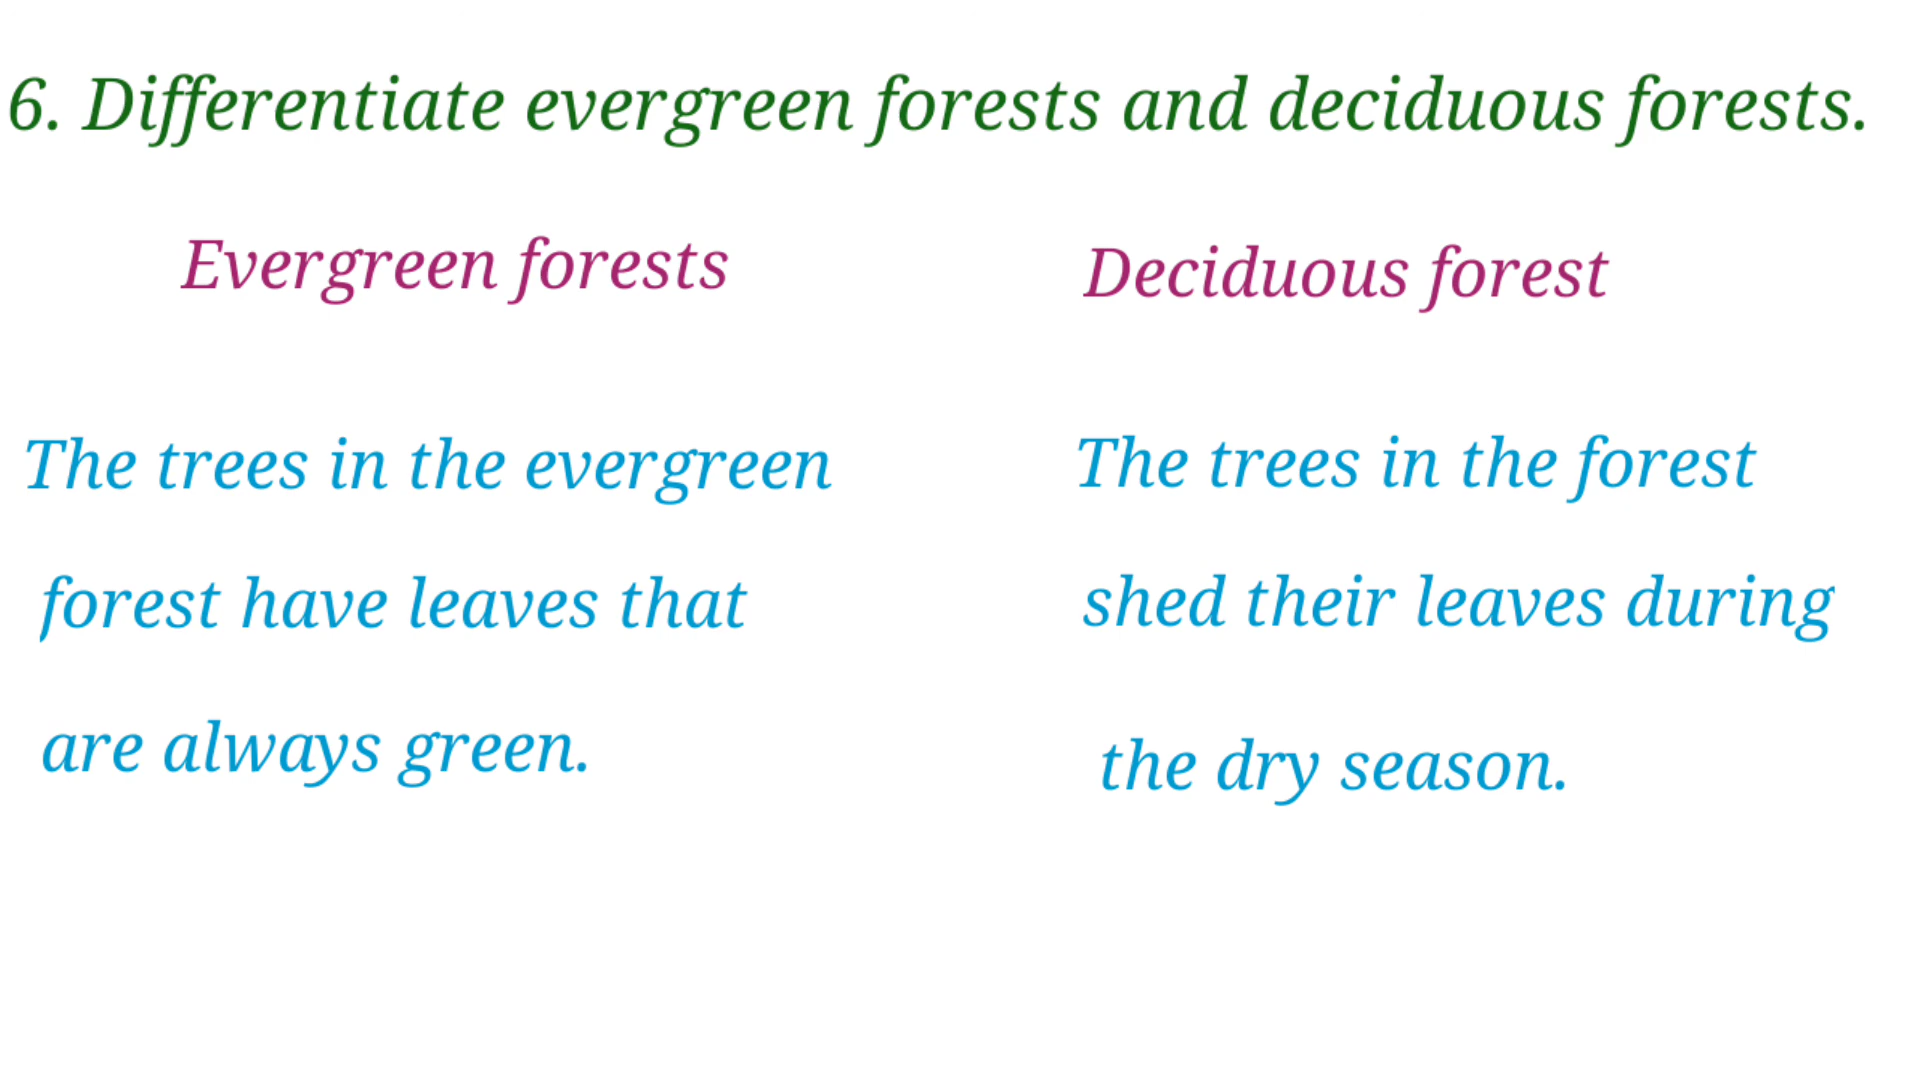 6. Differentiate evergreen forests and deciduous forests.
Evergreen forests
The trees in the evergreen
forest have leaves that
are always green.
Deciduous forest
The trees in the forest
shed their leaves during
the dry season.